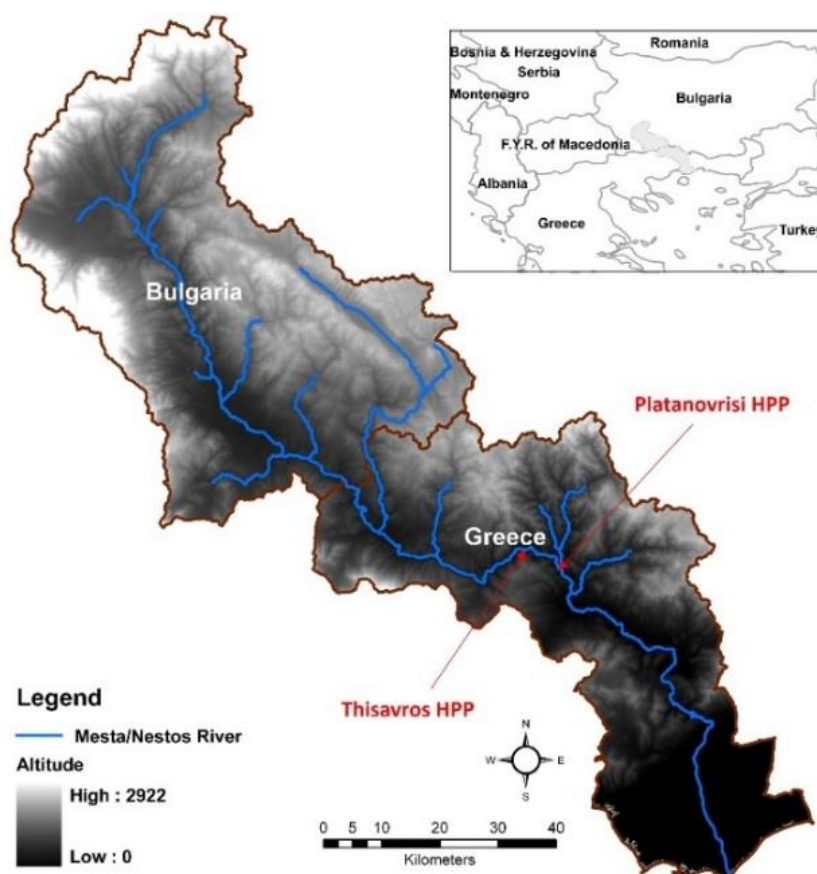 Romania
Bosnia & Herzegovina
Serbia
Montenegro
Bulgaria
F.Y.R. of Macedonia
Albania
Greece
Turkey
Bulgaria
Platanovrisi HPP
Greece
Thisavros HPP
Legend
Mesta/Nestos River
Altitude
High : 2922
Low : 0
N
W E
S
0 5 10 20 30 40
Kilometers